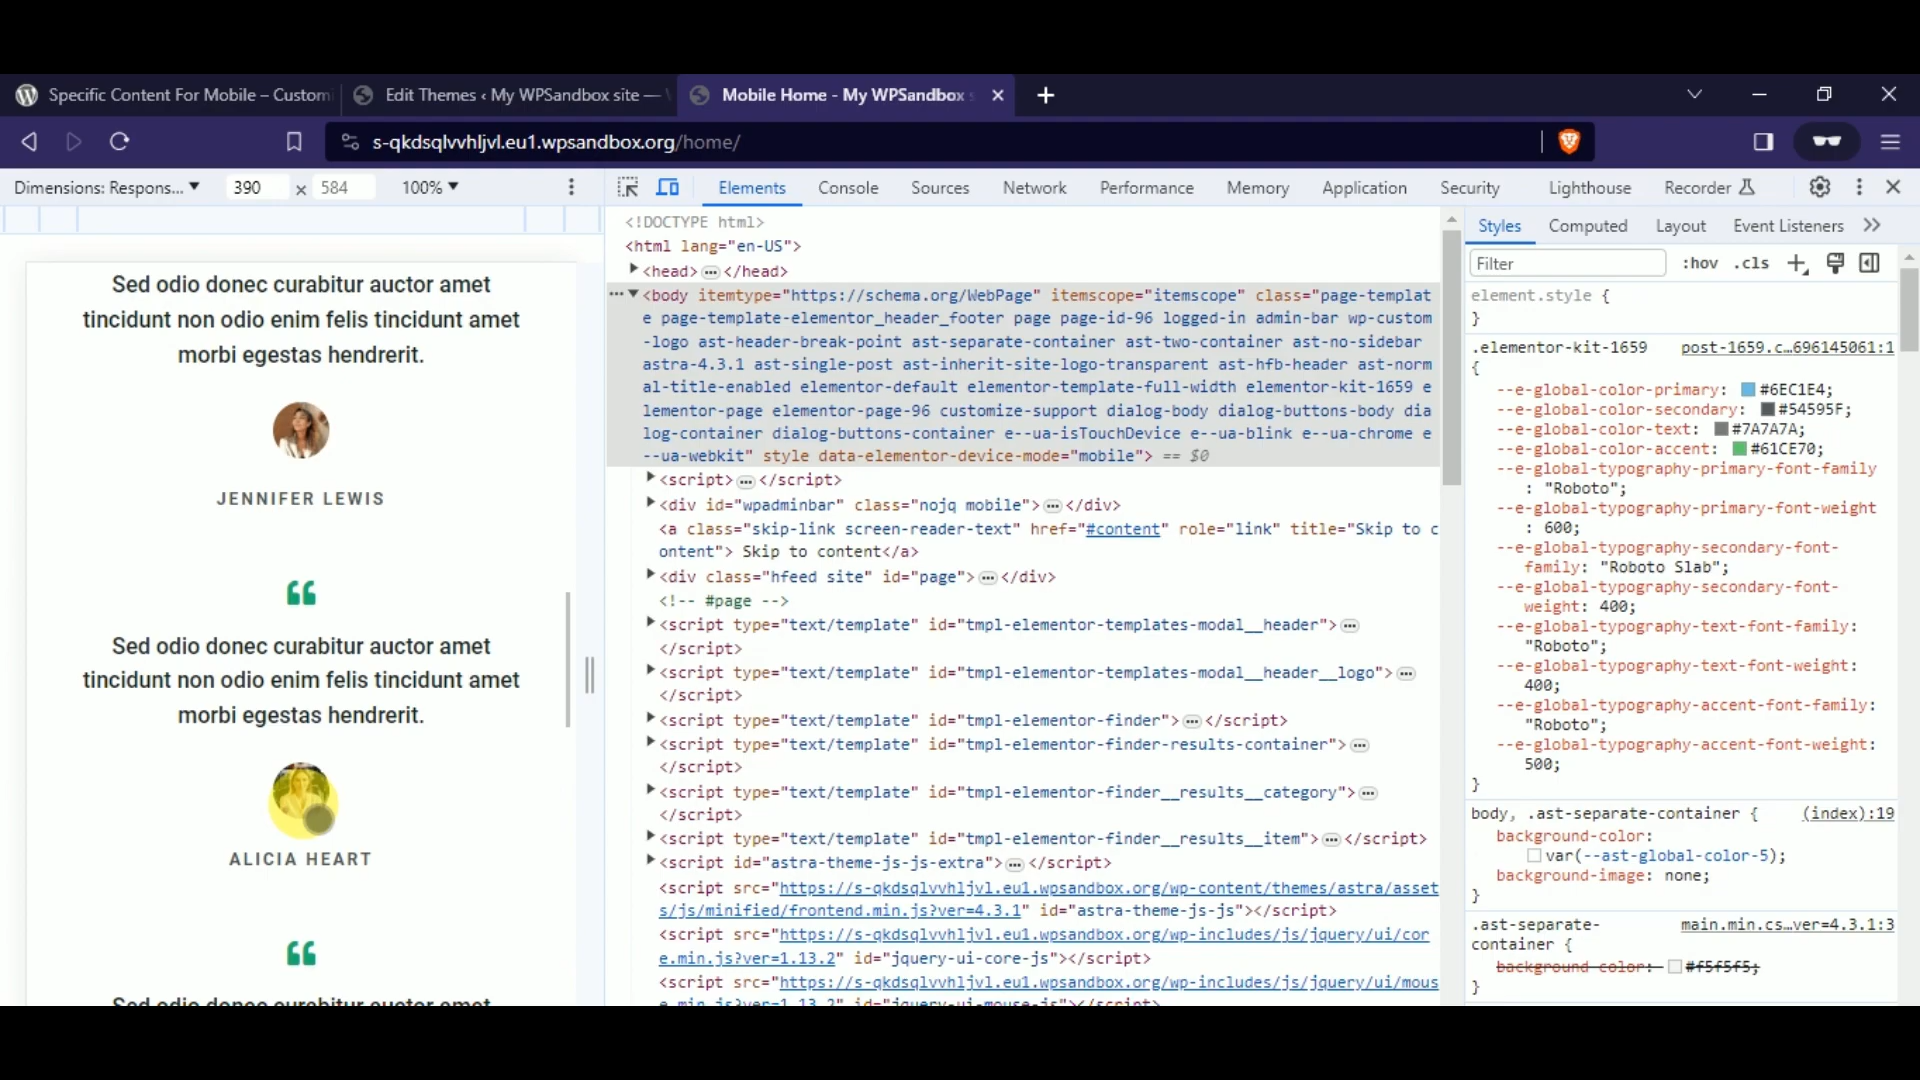 Specific Content For Mobile – Custom
Edit Themes ‹ My WPSandbox site —
Mobile Home - My WPSandbox s
s-qkdsqlvvhljvl.eu1.wpsandbox.org/home/
Dimensions: Respons... 390 x 584 100%
Elements Console Sources Network Performance Memory Application Security Lighthouse Recorder
Sed odio donec curabitur auctor amet
tincidunt non odio enim felis tincidunt amet
morbi egestas hendrerit.
JENNIFER LEWIS
Sed odio donec curabitur auctor amet
tincidunt non odio enim felis tincidunt amet
morbi egestas hendrerit.
ALICIA HEART
Sed odio donec curabitur auctor amet
<!DOCTYPE html>
<html lang="en-US">
<head>…</head>
<body itemtype="https://schema.org/WebPage" itemscope="itemscope" class="page-templat
e page-template-elementor_header_footer page page-id-96 logged-in admin-bar wp-custom
-logo ast-header-break-point ast-separate-container ast-two-container ast-no-sidebar
astra-4.3.1 ast-single-post ast-inherit-site-logo-transparent ast-hfb-header ast-nor
m al-title-enabled elementor-default elementor-template-full-width elementor-kit-1659 e
lementor-page elementor-page-96 customize-support dialog-body dialog-buttons-body dia
log-container dialog-buttons-container e--ua-isTouchDevice e--ua-blink e--ua-chrome e
--ua-webkit" style data-elementor-device-mode="mobile"> == $0
<script>…</script>
<div id="wpadminbar" class="nojq mobile">…</div>
<a class="skip-link screen-reader-text" href="#content" role="link" title="Skip to c
ontent"> Skip to content</a>
<div class="hfeed site" id="page">…</div>
<!-- #page -->
<script type="text/template" id="tmpl-elementor-templates-modal__header">…
</script>
<script type="text/template" id="tmpl-elementor-templates-modal__header__logo">…
</script>
<script type="text/template" id="tmpl-elementor-finder">…</script>
<script type="text/template" id="tmpl-elementor-finder-results-container">…
</script>
<script type="text/template" id="tmpl-elementor-finder__results__category">…
</script>
<script type="text/template" id="tmpl-elementor-finder__results__item">…</script>
<script id="astra-theme-js-js-extra">…</script>
<script src="https://s-qkdsqlvvhljvl.eu1.wpsandbox.org/wp-content/themes/astra/asset
s/js/minified/frontend.min.js?ver=4.3.1" id="astra-theme-js-js"></script>
<script src="https://s-qkdsqlvvhljvl.eu1.wpsandbox.org/wp-includes/js/jquery/ui/cor
e.min.js?ver=1.13.2" id="jquery-ui-core-js"></script>
<script src="https://s-qkdsqlvvhljvl.eu1.wpsandbox.org/wp-includes/js/jquery/ui/mous
e.min.js?ver=1.13.2" id="jquery-ui-mouse-js"></script>
Styles Computed Layout Event Listeners
Filter :hov .cls
element.style {
}
.elementor-kit-1659 post-1659.c…696145061:1
{
--e-global-color-primary: #6EC1E4;
--e-global-color-secondary: #54595F;
--e-global-color-text: #7A7A7A;
--e-global-color-accent: #61CE70;
--e-global-typography-primary-font-family
: "Roboto";
--e-global-typography-primary-font-weight
: 600;
--e-global-typography-secondary-font-
family: "Roboto Slab";
--e-global-typography-secondary-font-
weight: 400;
--e-global-typography-text-font-family:
"Roboto";
--e-global-typography-text-font-weight:
400;
--e-global-typography-accent-font-family:
"Roboto";
--e-global-typography-accent-font-weight:
500;
}
body, .ast-separate-container { (index):19
background-color:
var(--ast-global-color-5);
background-image: none;
}
.ast-separate- main.min.cs…ver=4.3.1:3
container {
background-color: #f5f5f5;
}